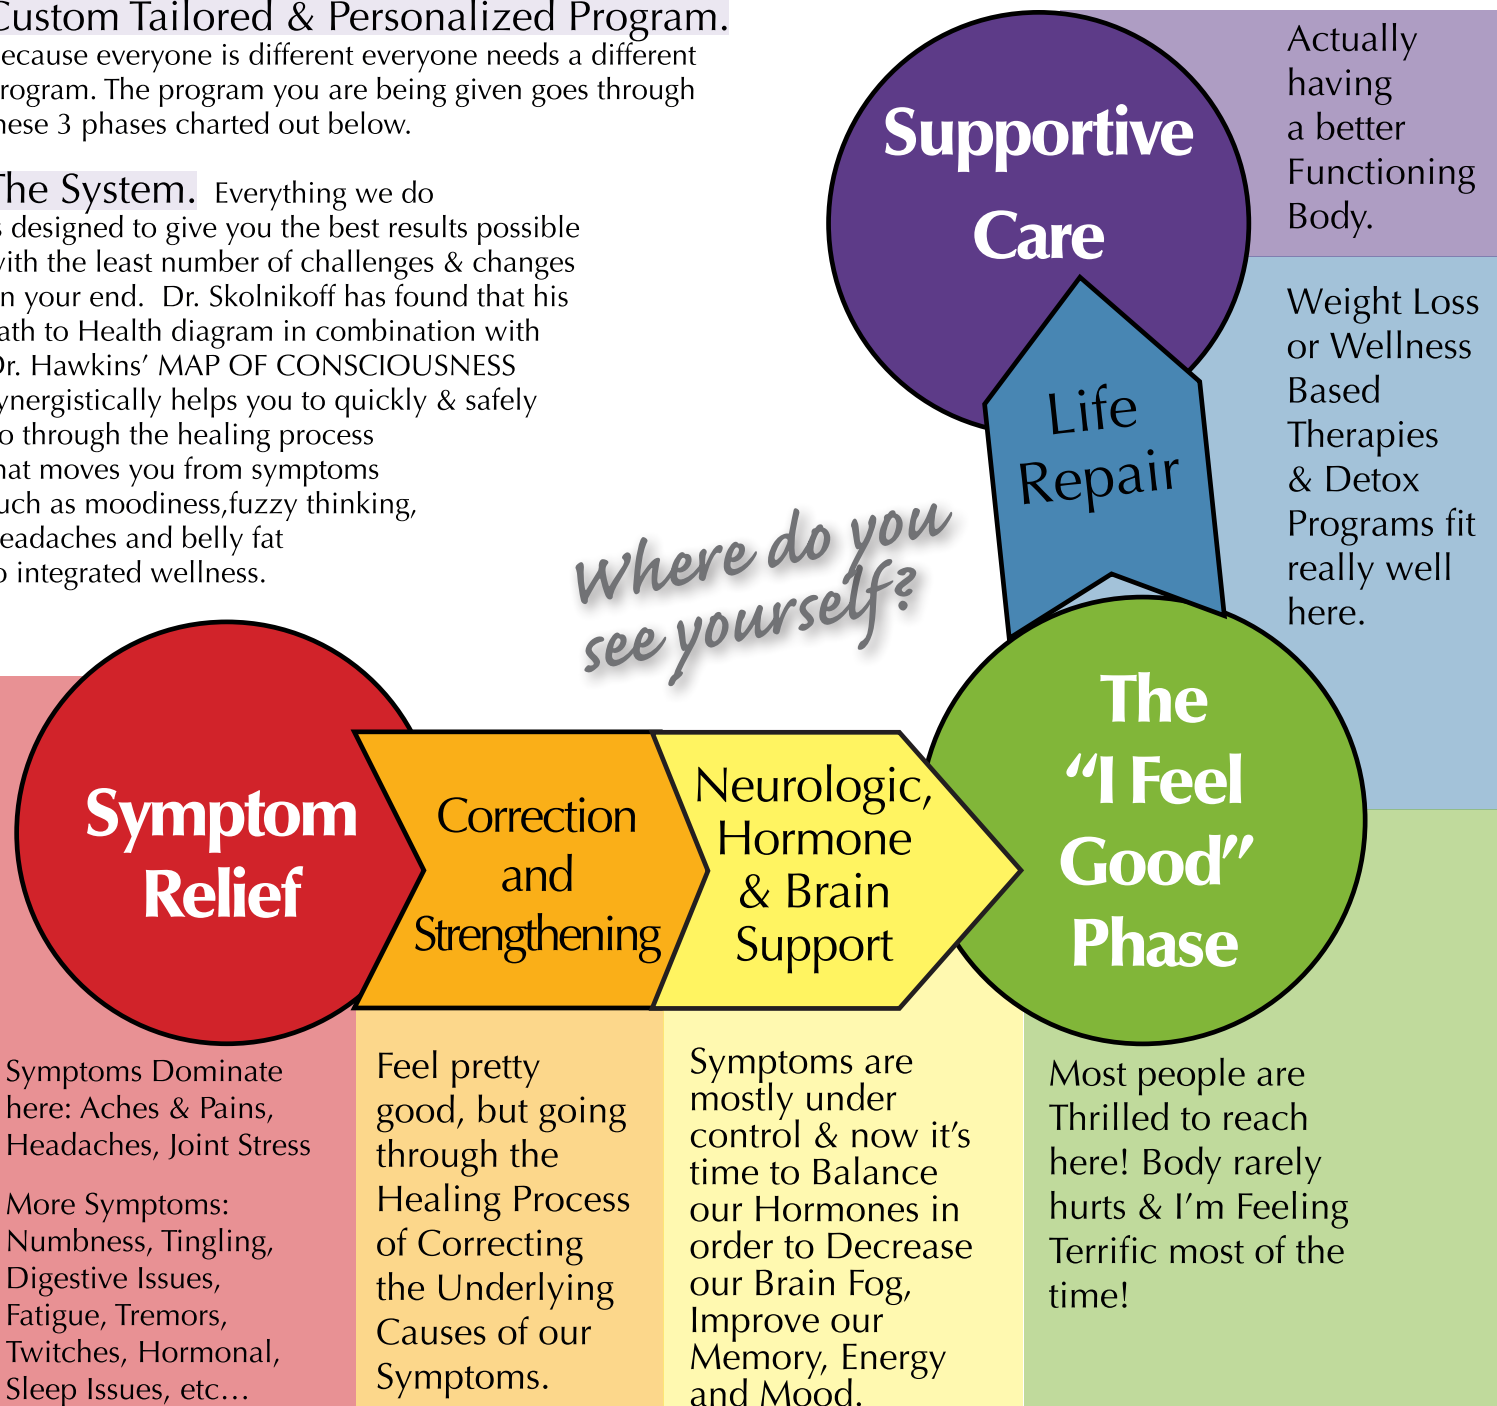 Custom Tailored & Personalized Program.
ecause everyone is different everyone needs a different
rogram. The program you are being given goes through
hese 3 phases charted out below.
The System. Everything we do
s designed to give you the best results possible
with the least number of challenges & changes
n your end. Dr. Skolnikoff has found that his
ath to Health diagram in combination with
Dr. Hawkins’ MAP OF CONSCIOUSNESS
ynergistically helps you to quickly & safely
o through the healing process
hat moves you from symptoms
uch as moodiness,fuzzy thinking,
eadaches and belly fat
o integrated wellness.
Where do you
see yourself?
Supportive
Care
Actually
having
a better
Functioning
Body.
Life
Repair
Weight Loss
or Wellness
Based
Therapies
& Detox
Programs fit
really well
here.
Symptom
Relief
Correction
and
Strengthening
Neurologic,
Hormone
& Brain
Support
The
“I Feel
Good”
Phase
Symptoms Dominate
here: Aches & Pains,
Headaches, Joint Stress
More Symptoms:
Numbness, Tingling,
Digestive Issues,
Fatigue, Tremors,
Twitches, Hormonal,
Sleep Issues, etc…
Feel pretty
good, but going
through the
Healing Process
of Correcting
the Underlying
Causes of our
Symptoms.
Symptoms are
mostly under
control & now it’s
time to Balance
our Hormones in
order to Decrease
our Brain Fog,
Improve our
Memory, Energy
and Mood.
Most people are
Thrilled to reach
here! Body rarely
hurts & I’m Feeling
Terrific most of the
time!